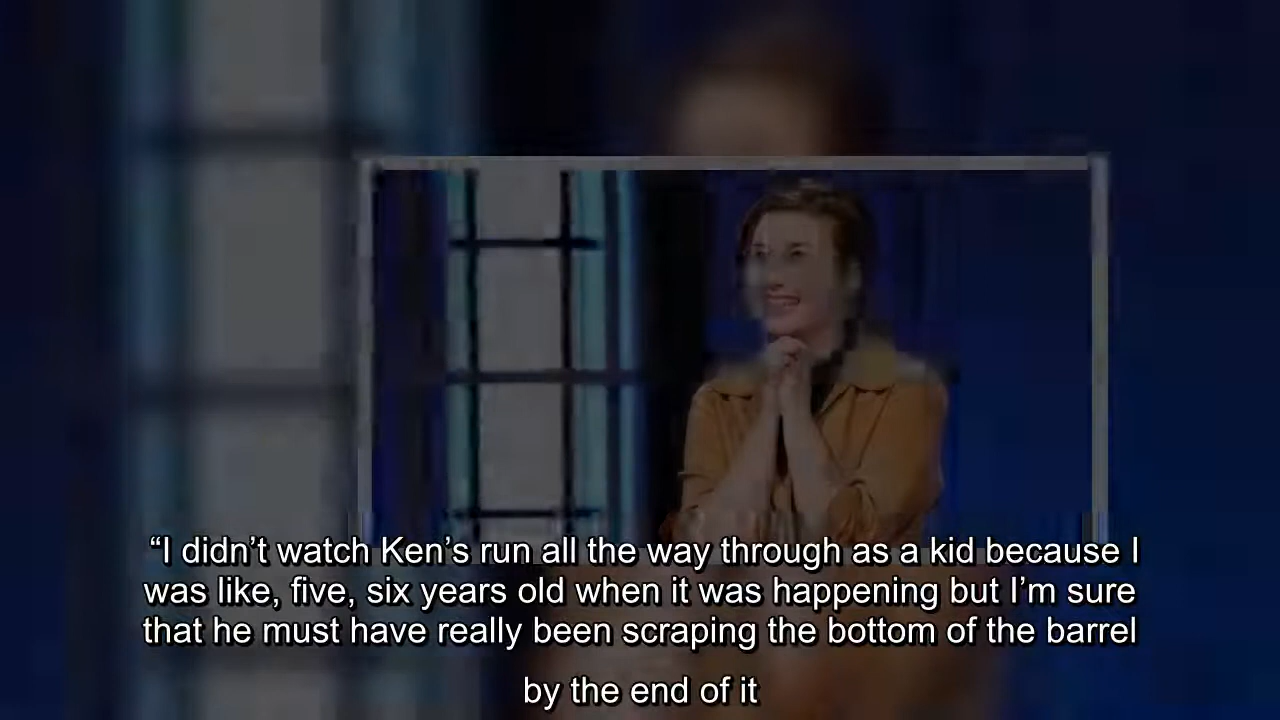 “I didn’t watch Ken’s run all the way through as a kid because I
was like, five, six years old when it was happening but I’m sure
that he must have really been scraping the bottom of the barrel
by the end of it